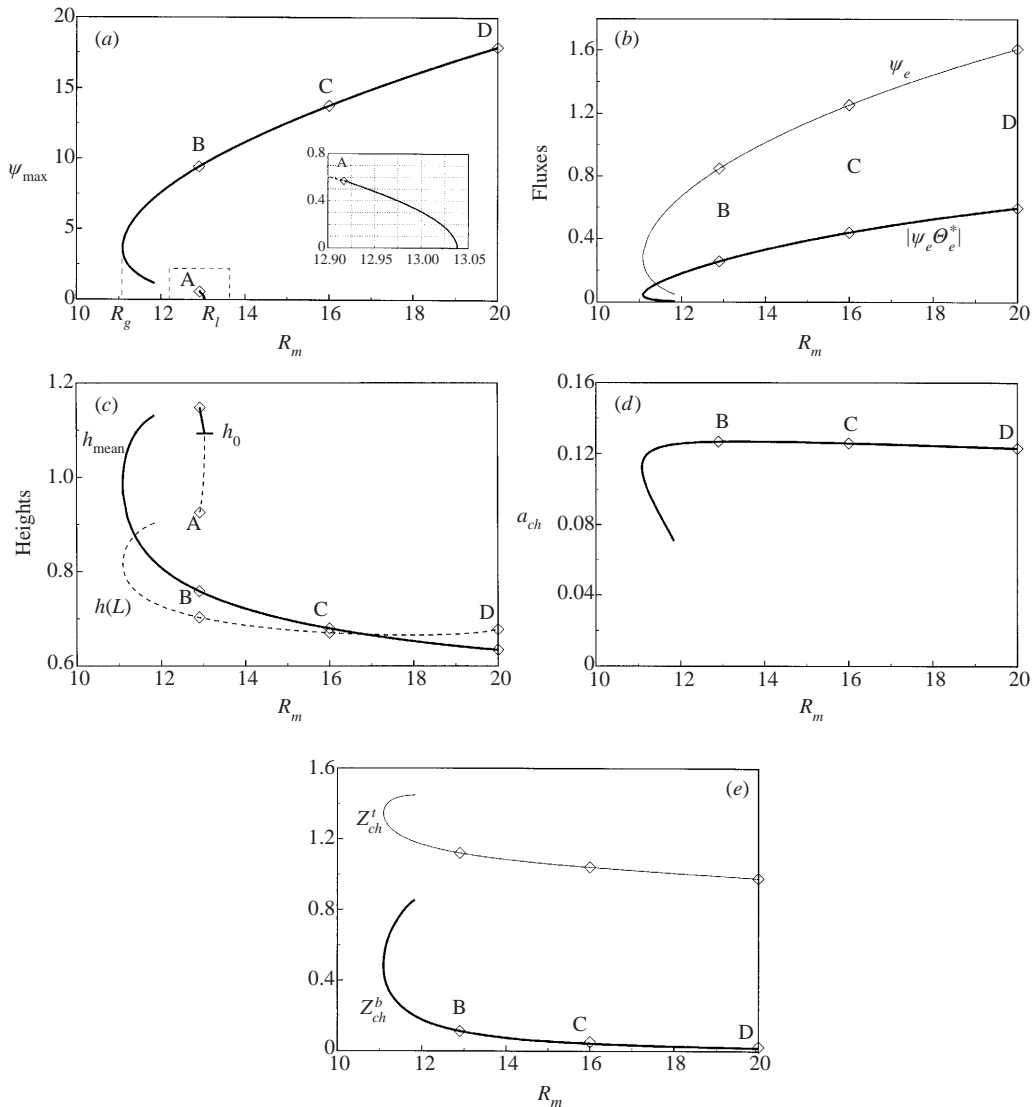 (a)
20
15
10
5
0
ψmax
A
B
C
D
0.8
0.4
0
A
12.90 12.95 13.00 13.05
10 12 14 16 18 20
Rg
Rl
Rm
(b)
1.6
1.2
0.8
0.4
0
Fluxes
ψe
B
C
D
|ψeΘe*|
10 12 14 16 18 20
Rm
(c)
1.2
1.0
0.8
0.6
Heights
hmean
h0
A
h(L)
B
C
D
10 12 14 16 18 20
Rm
(d)
0.16
0.12
0.08
0.04
0
ach
B
C
D
10 12 14 16 18 20
Rm
(e)
1.6
1.2
0.8
0.4
0
Zch^t
Zch^b
B
C
D
10 12 14 16 18 20
Rm